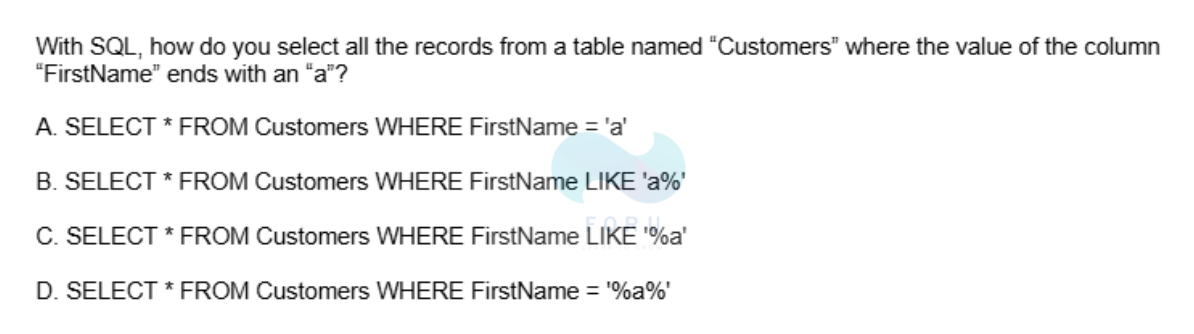 With SQL, how do you select all the records from a table named “Customers” where the value of the column
“FirstName” ends with an “a”?
A. SELECT * FROM Customers WHERE FirstName = 'a'
B. SELECT * FROM Customers WHERE FirstName LIKE 'a%'
C. SELECT * FROM Customers WHERE FirstName LIKE '%a'
D. SELECT * FROM Customers WHERE FirstName = '%a%'